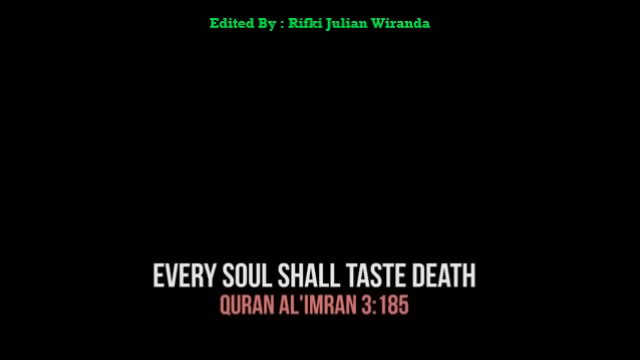 Edited By : Rifki Julian Wiranda
EVERY SOUL SHALL TASTE DEATH
QURAN AL'IMRAN 3:185